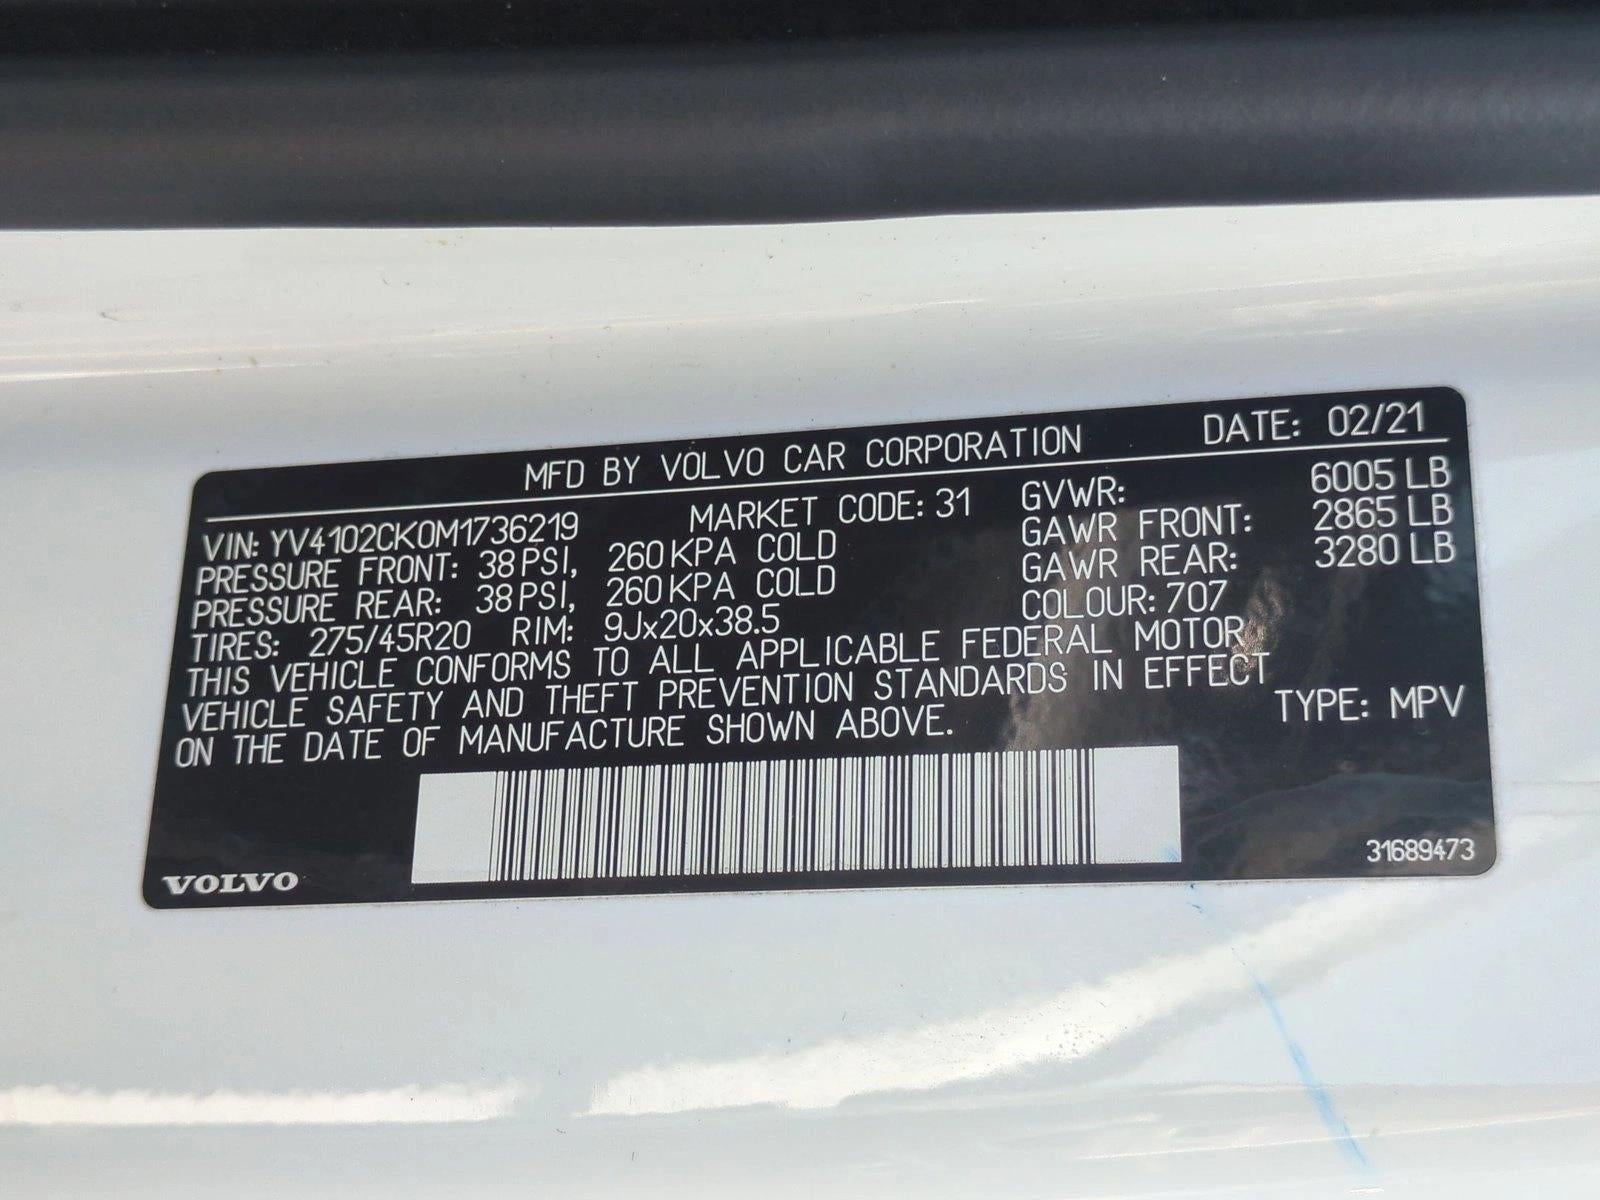 MFD BY VOLVO CAR CORPORATION DATE: 02/21
VIN: YV4102CK0M1736219 MARKET CODE: 31 GVWR: 6005 LB
PRESSURE FRONT: 38 PSI, 260 KPA COLD GAWR FRONT: 2865 LB
PRESSURE REAR: 38 PSI, 260 KPA COLD GAWR REAR: 3280 LB
TIRES: 275/45R20 RIM: 9Jx20x38.5 COLOUR: 707
THIS VEHICLE CONFORMS TO ALL APPLICABLE FEDERAL MOTOR
VEHICLE SAFETY AND THEFT PREVENTION STANDARDS IN EFFECT
ON THE DATE OF MANUFACTURE SHOWN ABOVE. TYPE: MPV
VOLVO 31689473